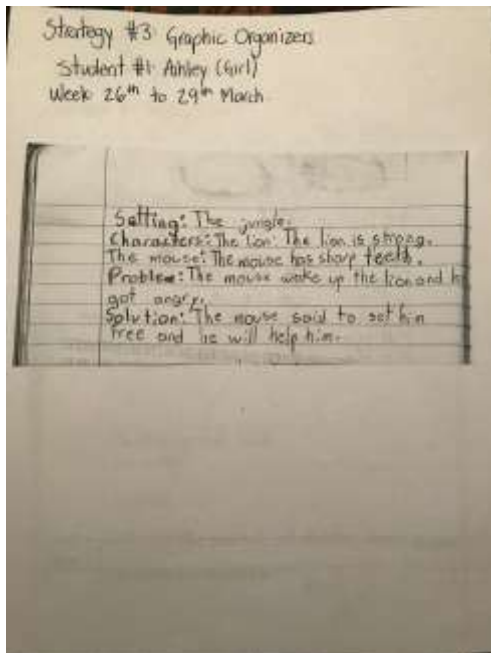 Strategy #3 Graphic Organizers
Student #1 Ashley (Girl)
Week 26th to 29th March
Setting: The jungle.
Characters: The lion: The lion is strong.
The mouse: The mouse has sharp teeth.
Problem: The mouse woke up the lion and he
got angry.
Solution: The mouse said to set him
free and he will help him.